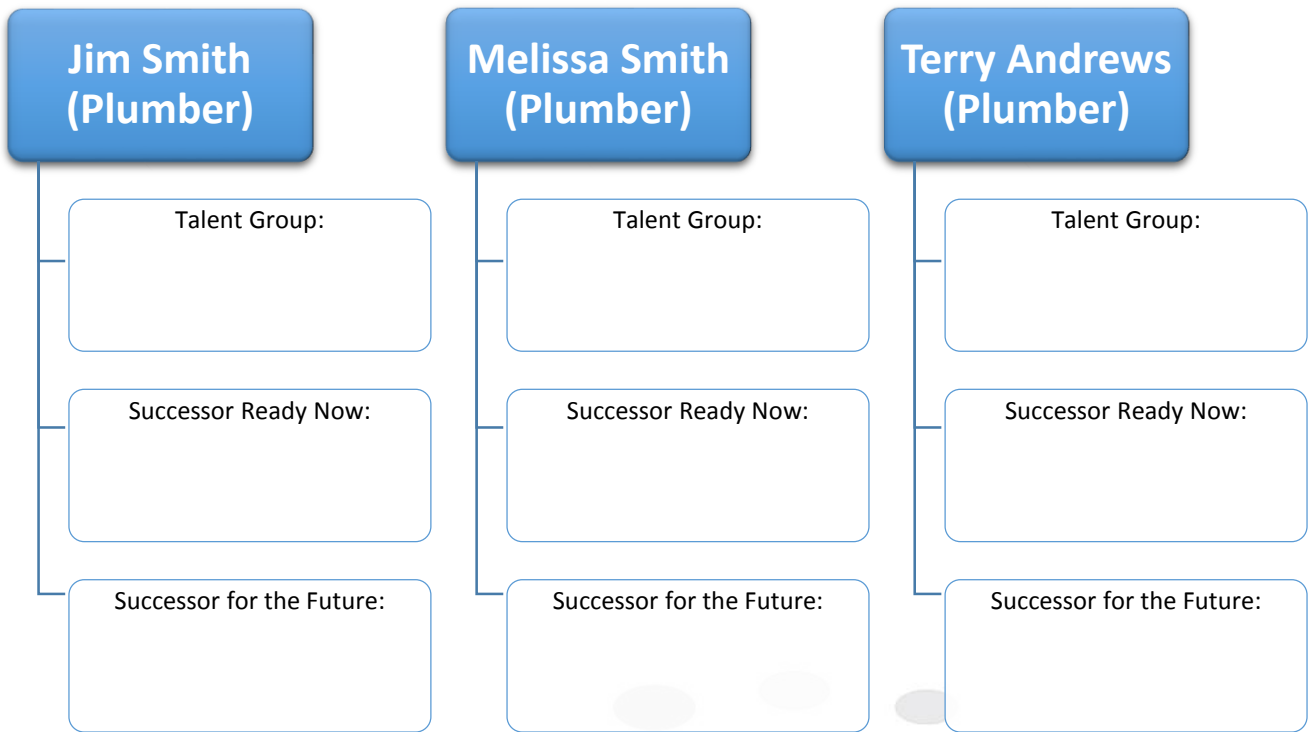 Jim Smith
(Plumber)
Talent Group:
Successor Ready Now:
Successor for the Future:
Melissa Smith
(Plumber)
Talent Group:
Successor Ready Now:
Successor for the Future:
Terry Andrews
(Plumber)
Talent Group:
Successor Ready Now:
Successor for the Future: